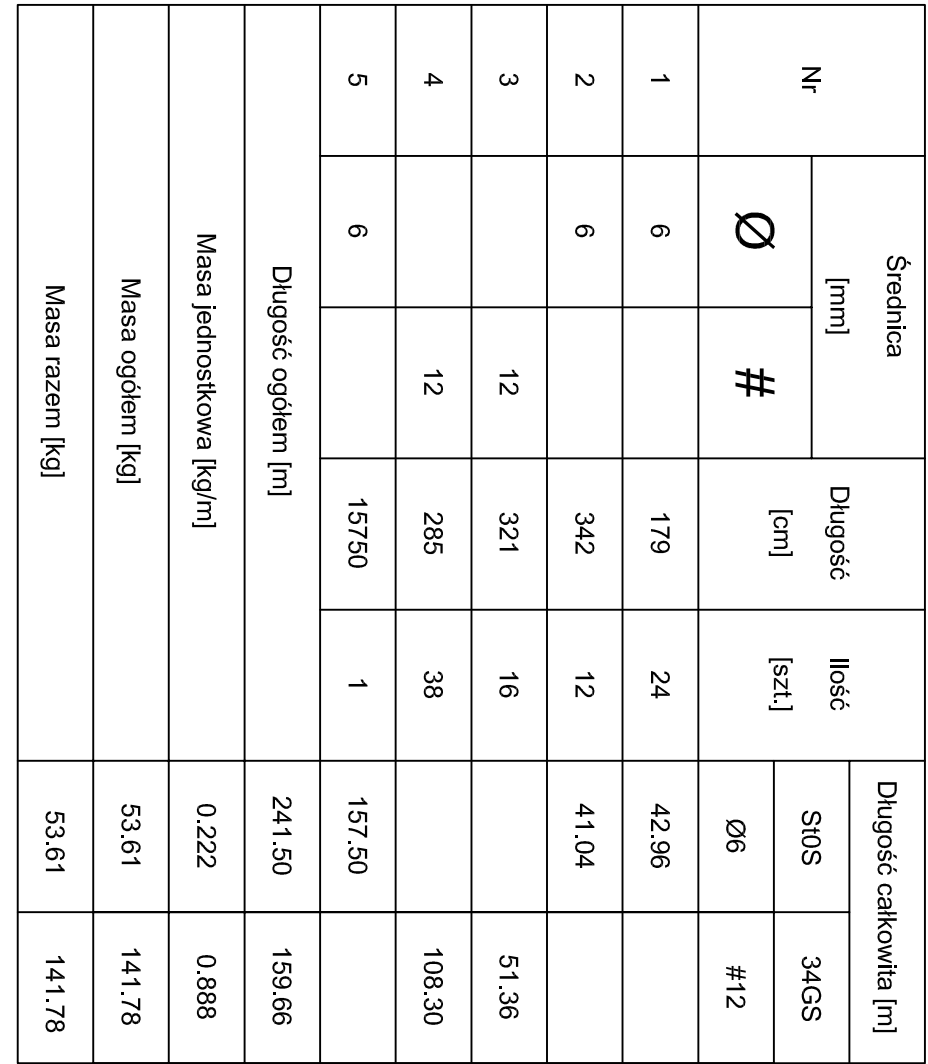 Nr
Średnica
[mm]
Długość
[cm]
Ilość
[szt.]
Długość całkowita [m]
St0S 34GS
Ø # Ø6 #12
1 6 179 24 42.96
2 6 342 12 41.04
3 12 321 16 51.36
4 12 285 38 108.30
5 6 15750 1 157.50
Długość ogółem [m] 241.50 159.66
Masa jednostkowa [kg/m] 0.222 0.888
Masa ogółem [kg] 53.61 141.78
Masa razem [kg] 53.61 141.78